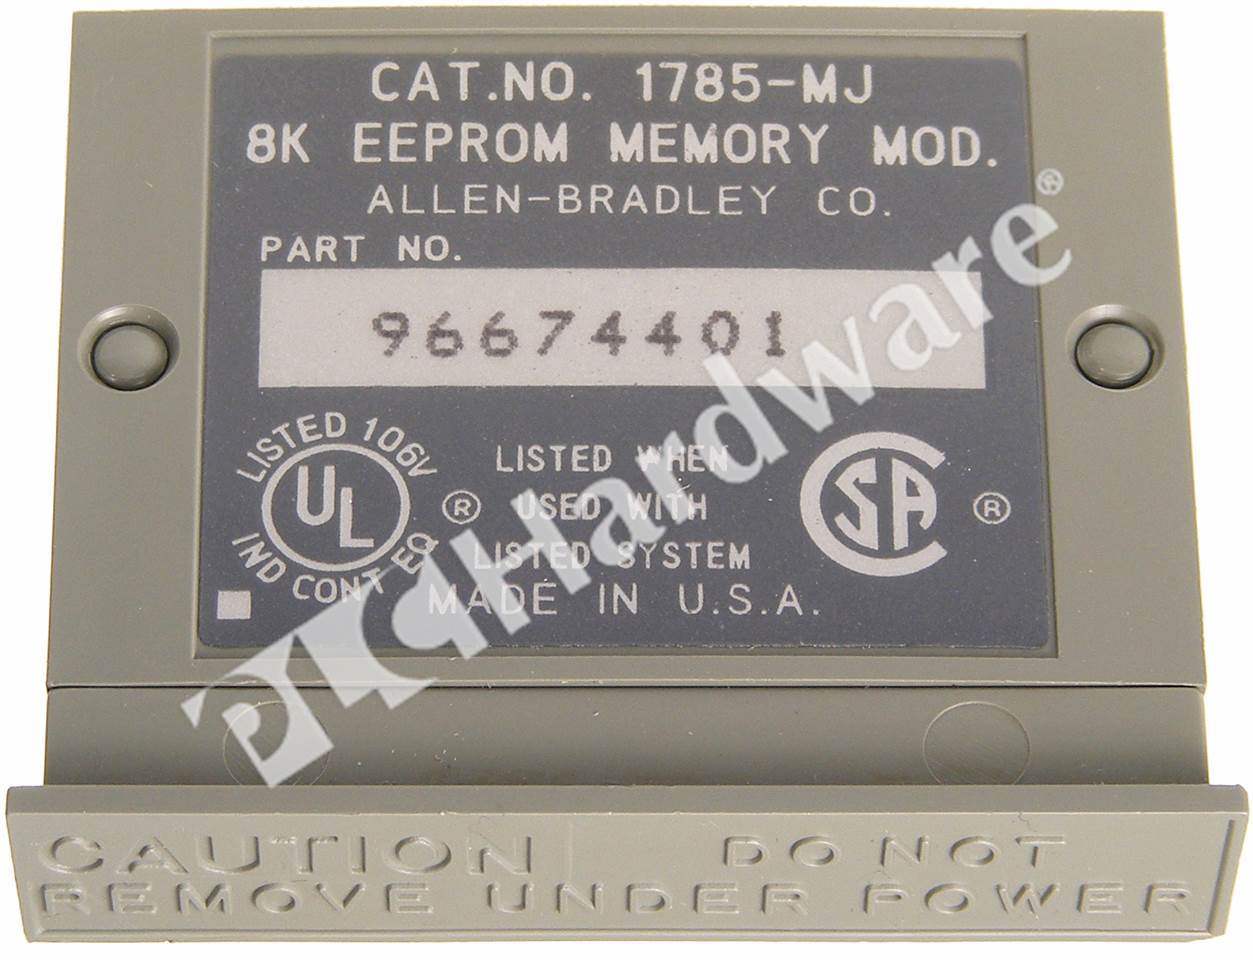 CAT.NO. 1785-MJ
8K EEPROM MEMORY MOD.
ALLEN-BRADLEY CO.
PART NO.
96674401
LISTED 106V
UL
IND CONT EQ
®
LISTED WHEN
USED WITH
LISTED SYSTEM
MADE IN U.S.A.
CSA
®
PLCHardware®
CAUTION DO NOT
REMOVE UNDER POWER